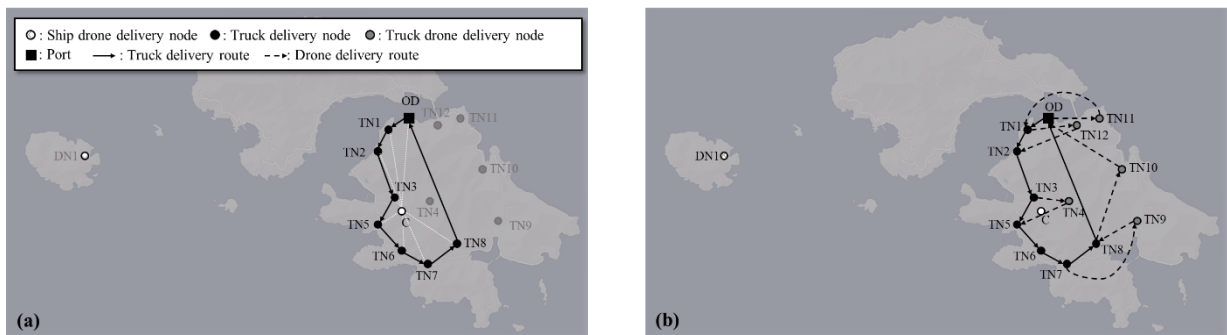 : Ship drone delivery node : Truck delivery node : Truck drone delivery node
: Port : Truck delivery route : Drone delivery route
OD
TN12
TN11
TN1
TN2
DN1
TN10
TN3
TN4
C
TN5
TN9
TN6
TN8
TN7
(a)
OD
TN11
TN1
TN12
TN2
DN1
TN10
TN3
TN4
C
TN5
TN9
TN6
TN8
TN7
(b)